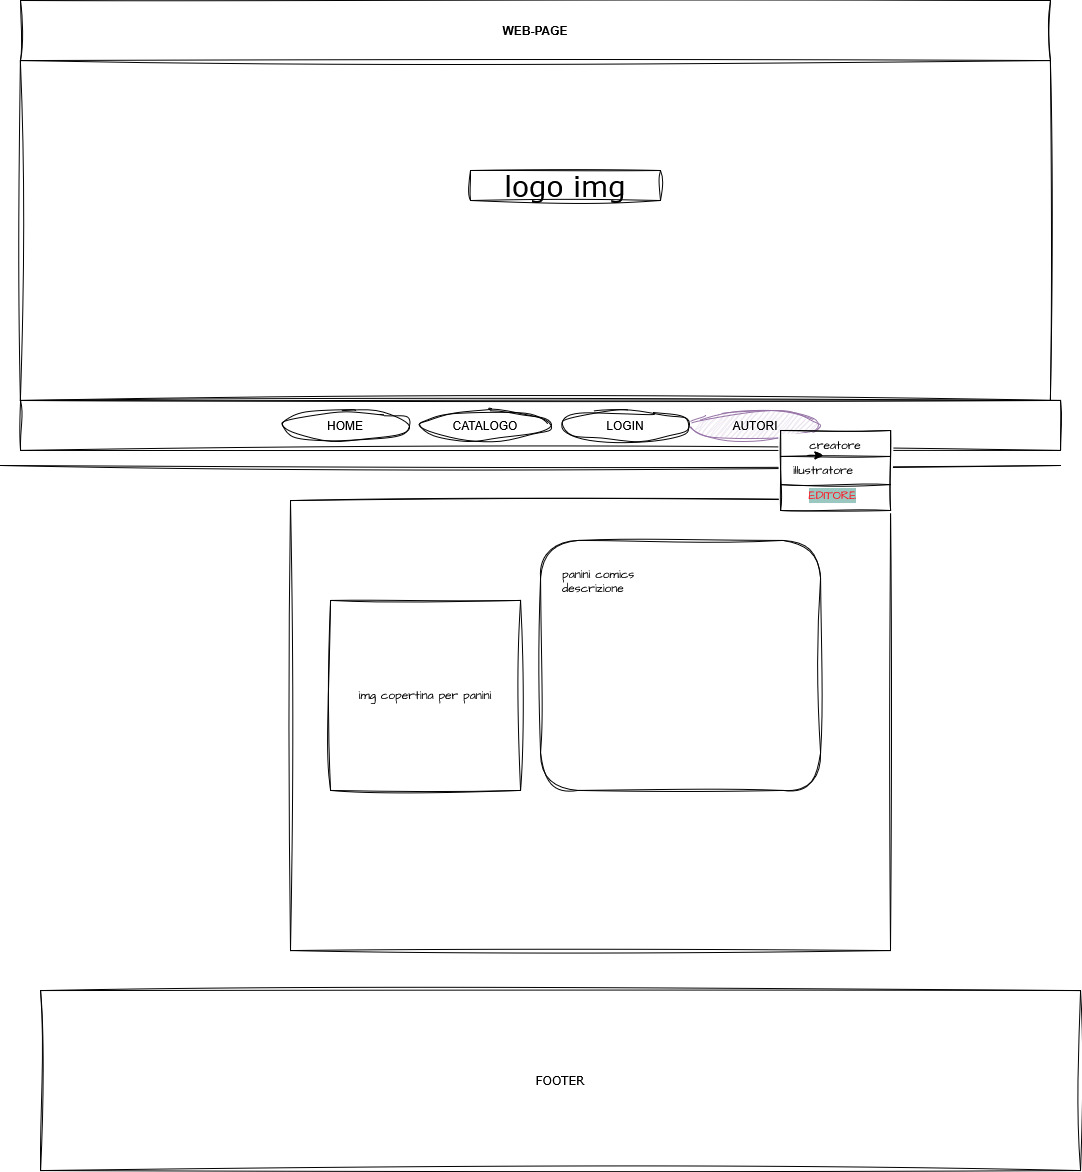 WEB-PAGE
logo img
HOME
CATALOGO
LOGIN
AUTORI
creatore
illustratore
EDITORE
panini comics
descrizione
img copertina per panini
FOOTER